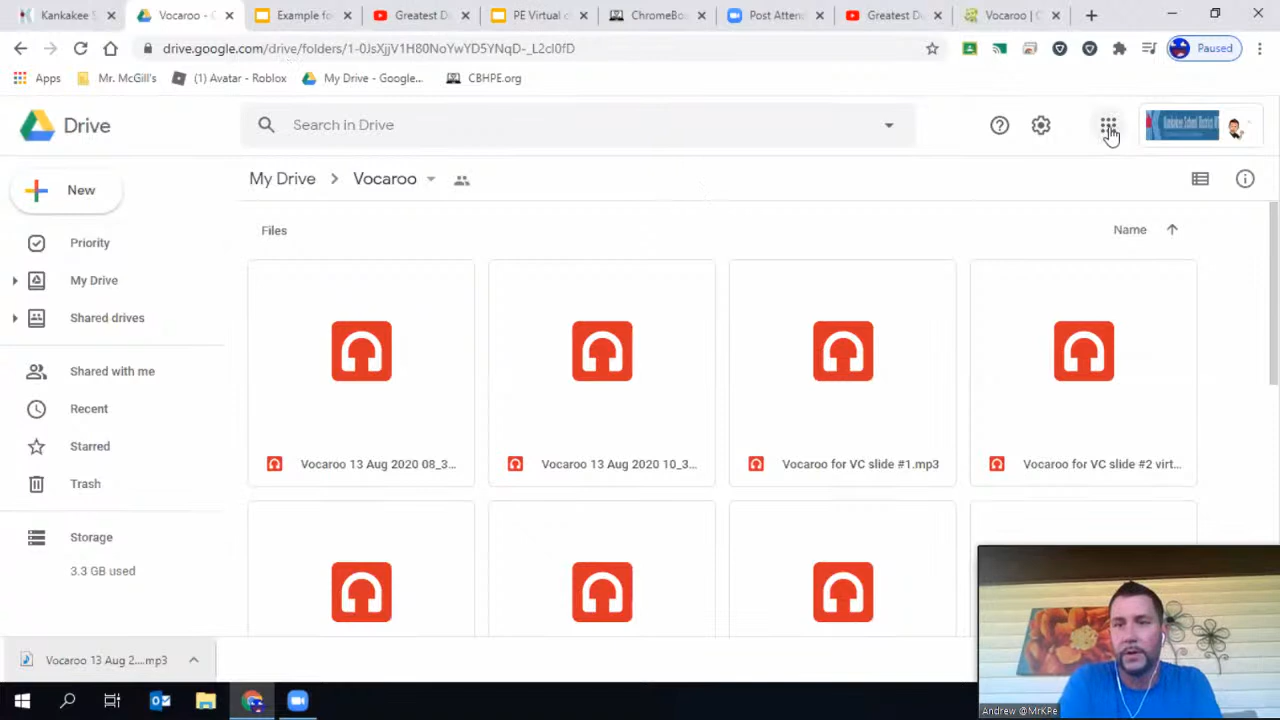 Kankakee S
Vocaroo - G
Example fo
Greatest D
PE Virtual c
ChromeBoo
Post Attend
Greatest D
Vocaroo | C
drive.google.com/drive/folders/1-0JsXjjV1H80NoYwYD5YNqD-_L2cl0fD
Paused
Apps
Mr. McGill's
(1) Avatar - Roblox
My Drive - Google...
CBHPE.org
Drive
Search in Drive
My Drive > Vocaroo
New
Files
Name
Priority
My Drive
Shared drives
Shared with me
Recent
Starred
Trash
Storage
3.3 GB used
Vocaroo 13 Aug 2020 08_3...
Vocaroo 13 Aug 2020 10_3...
Vocaroo for VC slide #1.mp3
Vocaroo for VC slide #2 virt...
Vocaroo 13 Aug 2....mp3
Andrew @MrKPe